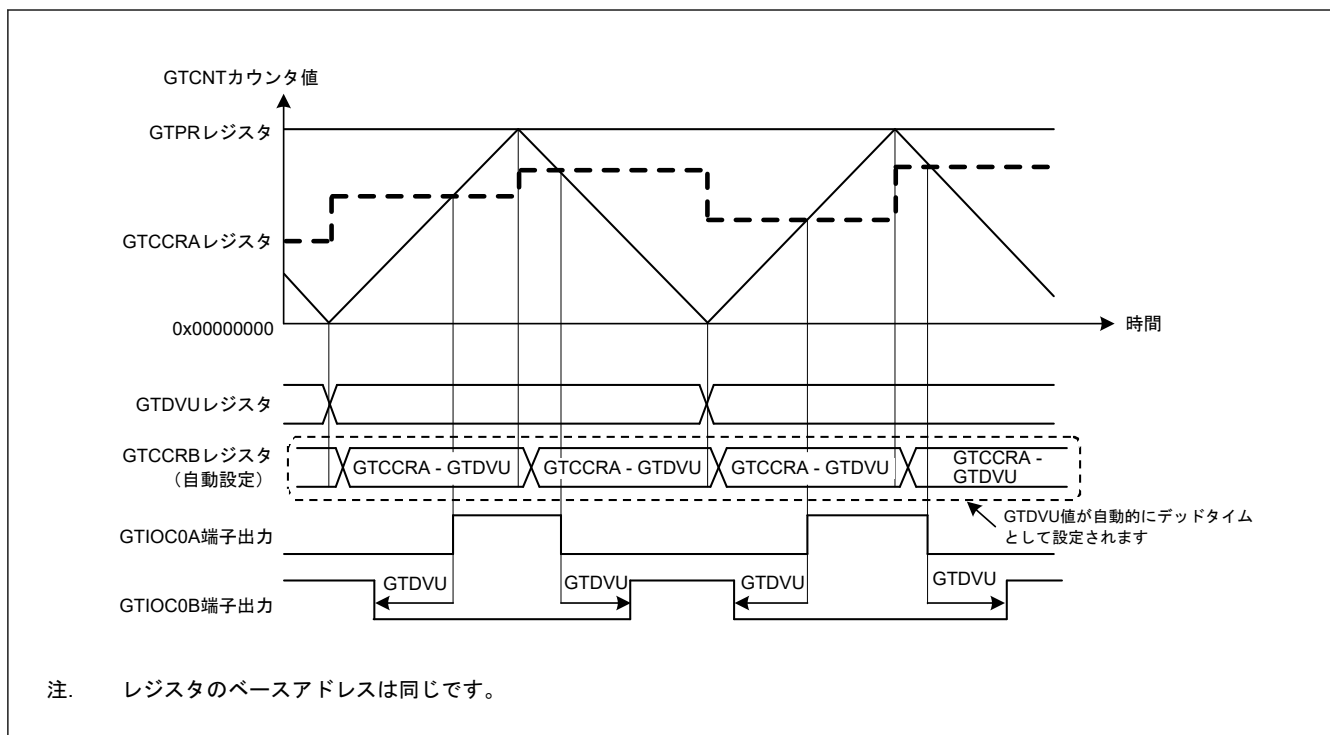 GTCNTカウンタ値
GTPRレジスタ
GTCCRAレジスタ
0x00000000
時間
GTDVUレジスタ
GTCCRBレジスタ
（自動設定）
GTCCRA - GTDVU
GTCCRA - GTDVU
GTCCRA - GTDVU
GTCCRA -
GTDVU
GTDVU値が自動的にデッドタイム
として設定されます
GTIOC0A端子出力
GTDVU
GTDVU
GTDVU
GTDVU
GTIOC0B端子出力
注. レジスタのベースアドレスは同じです。